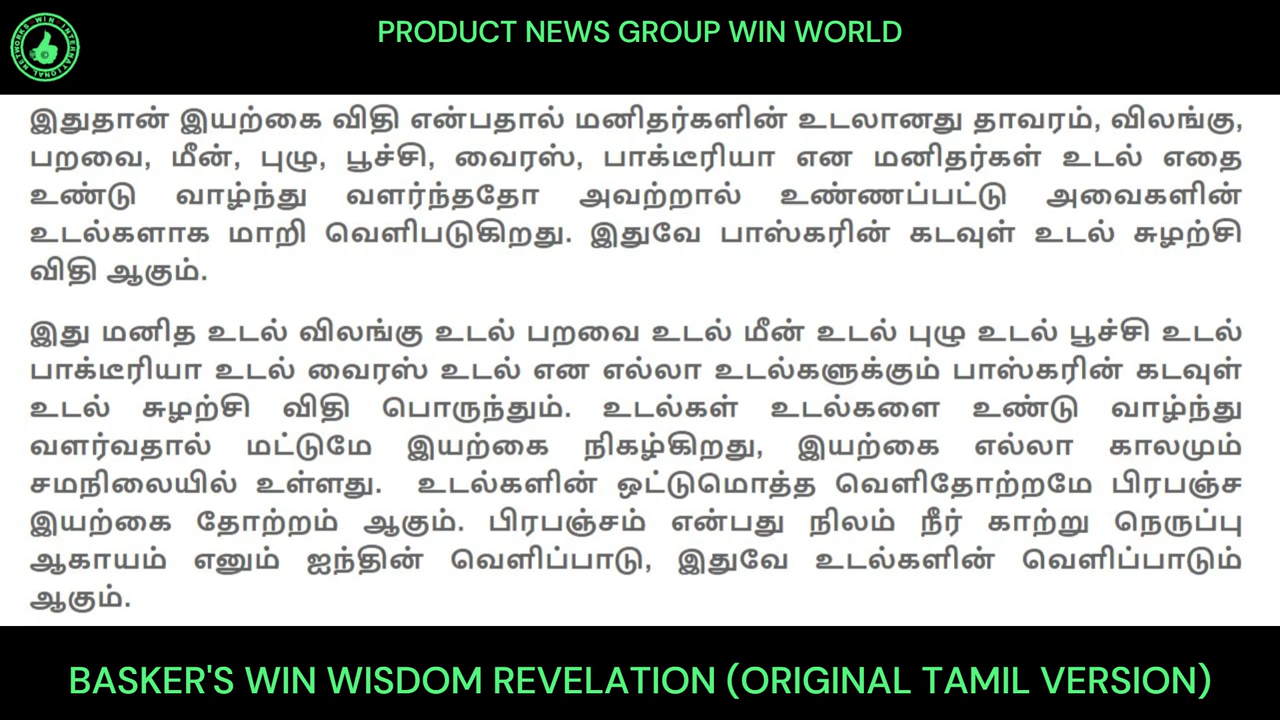 NETWORKS WIN INTERNATIONAL
PRODUCT NEWS GROUP WIN WORLD
இதுதான் இயற்கை விதி என்பதால் மனிதர்களின் உடலானது தாவரம், விலங்கு,
பறவை, மீன், புழு, பூச்சி, வைரஸ், பாக்டீரியா என மனிதர்கள் உடல் எதை
உண்டு வாழ்ந்து வளர்ந்ததோ அவற்றால் உண்ணப்பட்டு அவைகளின்
உடல்களாக மாறி வெளிபடுகிறது. இதுவே பாஸ்கரின் கடவுள் உடல் சுழற்சி
விதி ஆகும்.
இது மனித உடல் விலங்கு உடல் பறவை உடல் மீன் உடல் புழு உடல் பூச்சி உடல்
பாக்டீரியா உடல் வைரஸ் உடல் என எல்லா உடல்களுக்கும் பாஸ்கரின் கடவுள்
உடல் சுழற்சி விதி பொருந்தும். உடல்கள் உடல்களை உண்டு வாழ்ந்து
வளர்வதால் மட்டுமே இயற்கை நிகழ்கிறது, இயற்கை எல்லா காலமும்
சமநிலையில் உள்ளது. உடல்களின் ஒட்டுமொத்த வெளிதோற்றமே பிரபஞ்ச
இயற்கை தோற்றம் ஆகும். பிரபஞ்சம் என்பது நிலம் நீர் காற்று நெருப்பு
ஆகாயம் எனும் ஐந்தின் வெளிப்பாடு, இதுவே உடல்களின் வெளிப்பாடும்
ஆகும்.
BASKER'S WIN WISDOM REVELATION (ORIGINAL TAMIL VERSION)